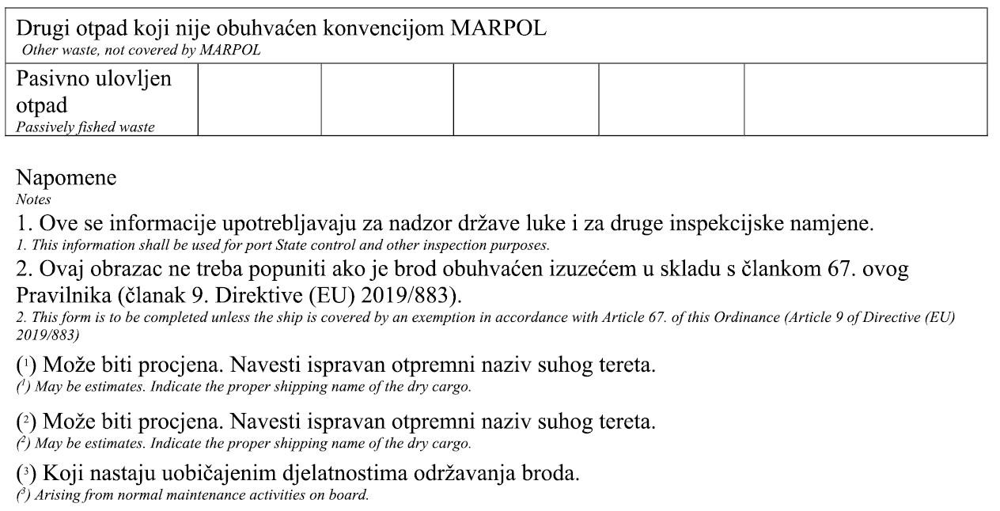 Drugi otpad koji nije obuhvaćen konvencijom MARPOL
Other waste, not covered by MARPOL
Pasivno ulovljen
otpad
Passively fished waste
Napomene
Notes
1. Ove se informacije upotrebljavaju za nadzor države luke i za druge inspekcijske namjene.
1. This information shall be used for port State control and other inspection purposes.
2. Ovaj obrazac ne treba popuniti ako je brod obuhvaćen izuzećem u skladu s člankom 67. ovog
Pravilnika (članak 9. Direktive (EU) 2019/883).
2. This form is to be completed unless the ship is covered by an exemption in accordance with Article 67. of this Ordinance (Article 9 of Directive (EU)
2019/883)
(¹) Može biti procjena. Navesti ispravan otpremni naziv suhog tereta.
(¹) May be estimates. Indicate the proper shipping name of the dry cargo.
(²) Može biti procjena. Navesti ispravan otpremni naziv suhog tereta.
(²) May be estimates. Indicate the proper shipping name of the dry cargo.
(³) Koji nastaju uobičajenim djelatnostima održavanja broda.
(³) Arising from normal maintenance activities on board.